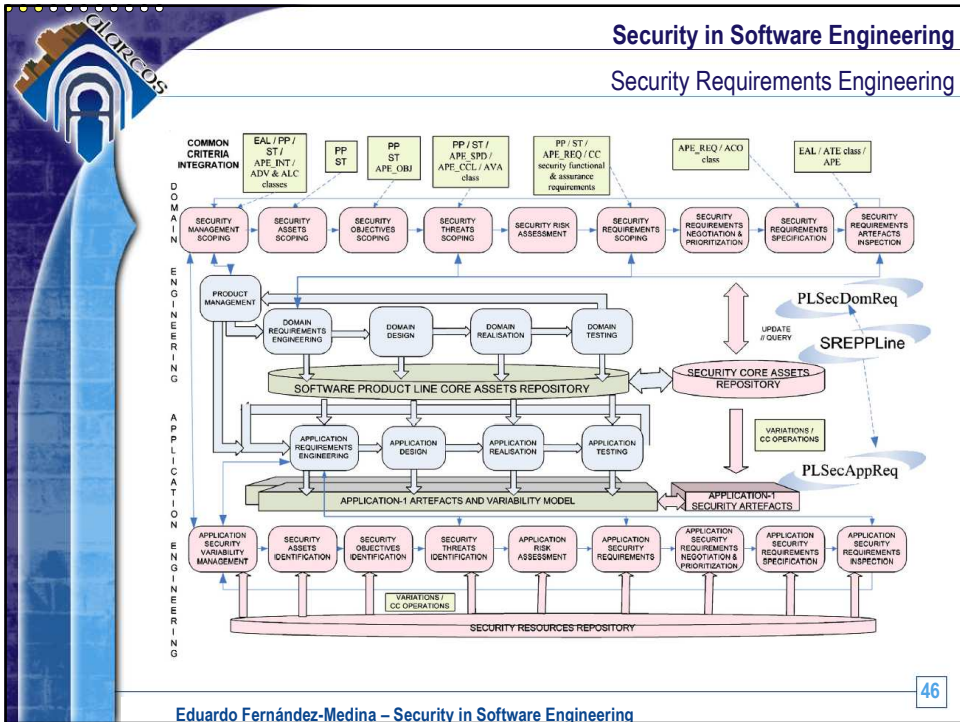 alarcos
Security in Software Engineering
Security Requirements Engineering
COMMON
CRITERIA
INTEGRATION
EAL / PP /
ST /
APE_INT /
ADV & ALC
classes
PP
ST
PP
ST
APE_OBJ
PP / ST /
APE_SPD /
APE_CCL / AVA
class
PP / ST /
APE_REQ / CC
security functional
& assurance
requirements
APE_REQ / ACO
class
EAL / ATE class /
APE
DOMAIN ENGINEERING
SECURITY
MANAGEMENT
SCOPING
SECURITY
ASSETS
SCOPING
SECURITY
OBJECTIVES
SCOPING
SECURITY
THREATS
SCOPING
SECURITY RISK
ASSESSMENT
SECURITY
REQUIREMENTS
SCOPING
SECURITY
REQUIREMENTS
NEGOTIATION &
PRIORITIZATION
SECURITY
REQUIREMENTS
SPECIFICATION
SECURITY
REQUIREMENTS
ARTEFACTS
INSPECTION
PRODUCT
MANAGEMENT
DOMAIN
REQUIREMENTS
ENGINEERING
DOMAIN
DESIGN
DOMAIN
REALISATION
DOMAIN
TESTING
UPDATE
// QUERY
PLSecDomReq
SREPPLine
SOFTWARE PRODUCT LINE CORE ASSETS REPOSITORY
SECURITY CORE ASSETS
REPOSITORY
APPLICATION ENGINEERING
APPLICATION
REQUIREMENTS
ENGINEERING
APPLICATION
DESIGN
APPLICATION
REALISATION
APPLICATION
TESTING
VARIATIONS /
CC OPERATIONS
PLSecAppReq
APPLICATION-1 ARTEFACTS AND VARIABILITY MODEL
APPLICATION-1
SECURITY ARTEFACTS
APPLICATION
SECURITY
VARIABILITY
MANAGEMENT
SECURITY
ASSETS
IDENTIFICATION
SECURITY
OBJECTIVES
IDENTIFICATION
SECURITY
THREATS
IDENTIFICATION
APPLICATION
RISK
ASSESSMENT
APPLICATION
SECURITY
REQUIREMENTS
APPLICATION
SECURITY
REQUIREMENTS
NEGOTIATION &
PRIORITIZATION
APPLICATION
SECURITY
REQUIREMENTS
SPECIFICATION
APPLICATION
SECURITY
REQUIREMENTS
INSPECTION
VARIATIONS /
CC OPERATIONS
SECURITY RESOURCES REPOSITORY
46
Eduardo Fernández-Medina – Security in Software Engineering